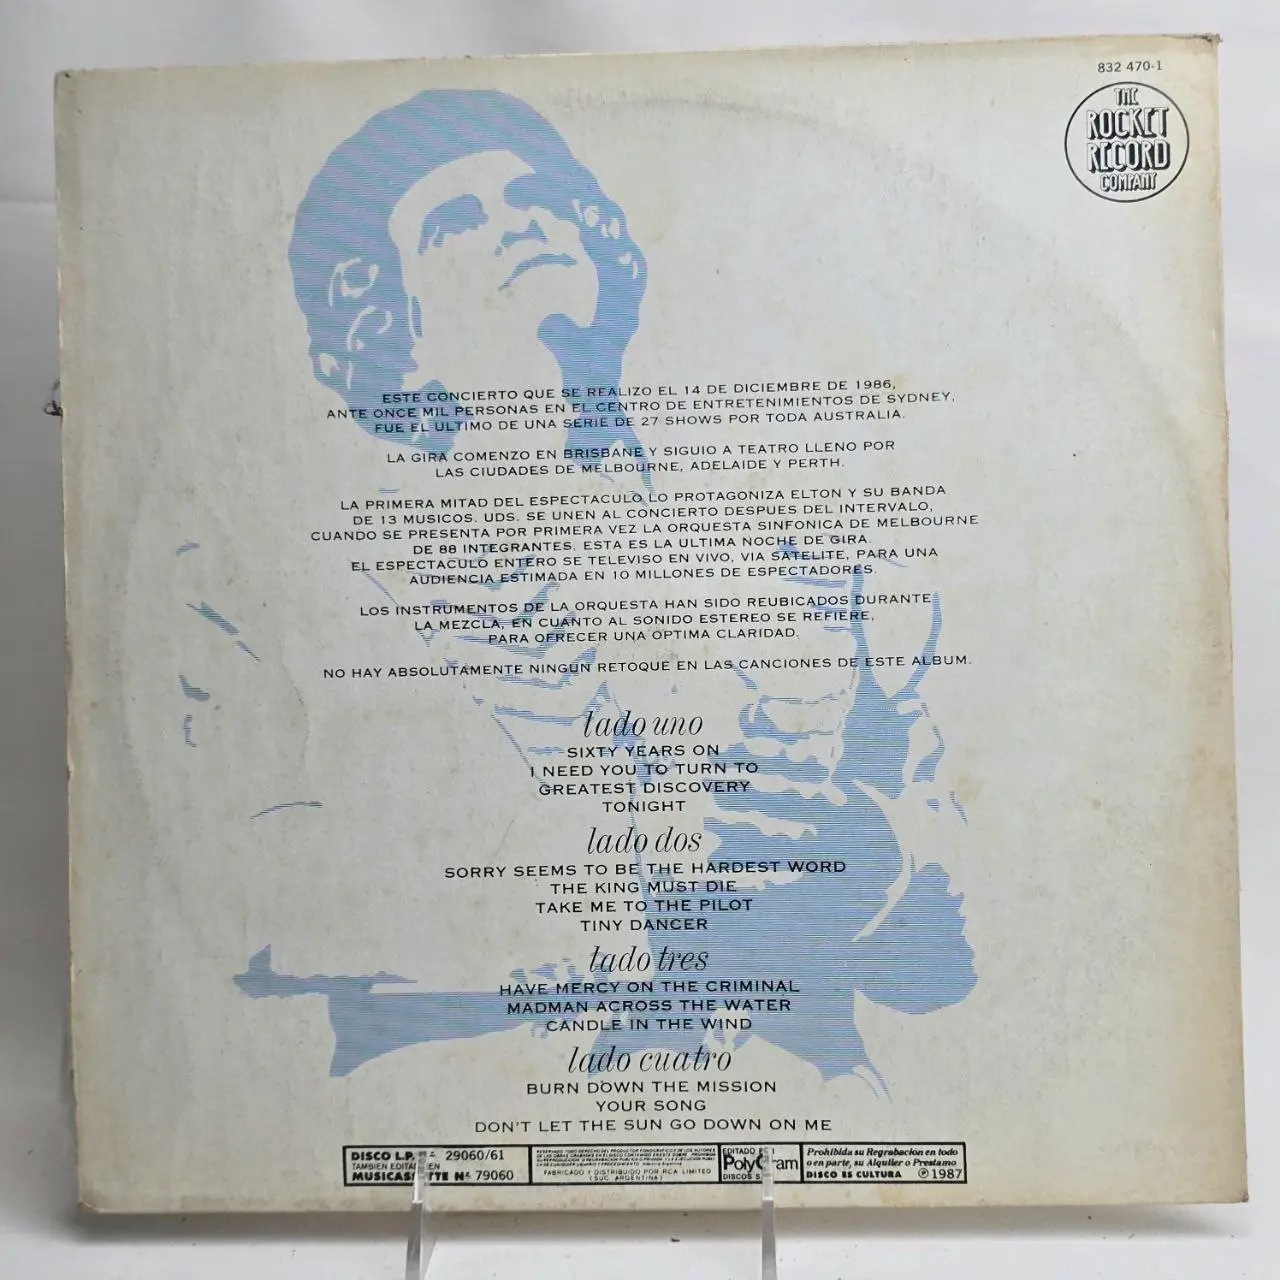 832 470-1
THE
ROCKET
RECORD
COMPANY
ESTE CONCIERTO QUE SE REALIZO EL 14 DE DICIEMBRE DE 1986,
ANTE ONCE MIL PERSONAS EN EL CENTRO DE ENTRETENIMIENTOS DE SYDNEY,
FUE EL ULTIMO DE UNA SERIE DE 27 SHOWS POR TODA AUSTRALIA.
LA GIRA COMENZO EN BRISBANE Y SIGUIO A TEATRO LLENO POR
LAS CIUDADES DE MELBOURNE, ADELAIDE Y PERTH.
LA PRIMERA MITAD DEL ESPECTACULO LO PROTAGONIZA ELTON Y SU BANDA
DE 13 MUSICOS. UDS. SE UNEN AL CONCIERTO DESPUES DEL INTERVALO,
CUANDO SE PRESENTA POR PRIMERA VEZ LA ORQUESTA SINFONICA DE MELBOURNE
DE 88 INTEGRANTES. ESTA ES LA ULTIMA NOCHE DE GIRA.
EL ESPECTACULO ENTERO SE TELEVISO EN VIVO, VIA SATELITE, PARA UNA
AUDIENCIA ESTIMADA EN 10 MILLONES DE ESPECTADORES.
LOS INSTRUMENTOS DE LA ORQUESTA HAN SIDO REUBICADOS DURANTE
LA MEZCLA, EN CUANTO AL SONIDO ESTEREO SE REFIERE,
PARA OFRECER UNA OPTIMA CLARIDAD.
NO HAY ABSOLUTAMENTE NINGUN RETOQUE EN LAS CANCIONES DE ESTE ALBUM.
lado uno
SIXTY YEARS ON
I NEED YOU TO TURN TO
GREATEST DISCOVERY
TONIGHT
lado dos
SORRY SEEMS TO BE THE HARDEST WORD
THE KING MUST DIE
TAKE ME TO THE PILOT
TINY DANCER
lado tres
HAVE MERCY ON THE CRIMINAL
MADMAN ACROSS THE WATER
CANDLE IN THE WIND
lado cuatro
BURN DOWN THE MISSION
YOUR SONG
DON'T LET THE SUN GO DOWN ON ME
DISCO L.P. Nº 29060/61
TAMBIEN EDITADO EN
MUSICASSETTE Nº 79060
FABRICADO Y DISTRIBUIDO POR RCA LIMITED
(SUC. ARGENTINA)
EDITADO
PolyGram
DISCOS
Prohibida su Regrabación en todo
o en parte, su Alquiler o Prestamo
DISCO ES CULTURA ℗ 1987